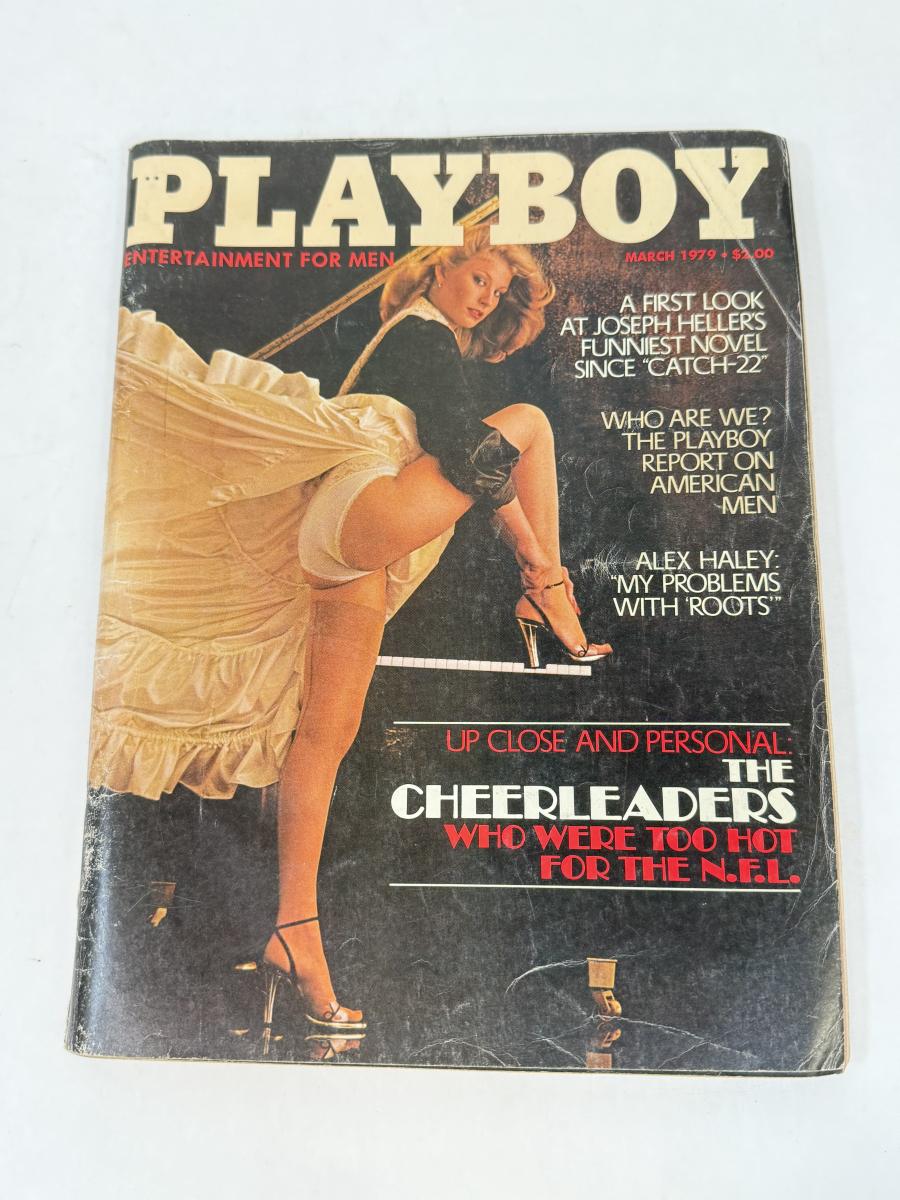 PLAYBOY
ENTERTAINMENT FOR MEN
MARCH 1979 • $2.00
A FIRST LOOK
AT JOSEPH HELLER'S
FUNNIEST NOVEL
SINCE "CATCH-22"
WHO ARE WE?
THE PLAYBOY
REPORT ON
AMERICAN
MEN
ALEX HALEY:
"MY PROBLEMS
WITH 'ROOTS'"
UP CLOSE AND PERSONAL:
THE
CHEERLEADERS
WHO WERE TOO HOT
FOR THE N.F.L.